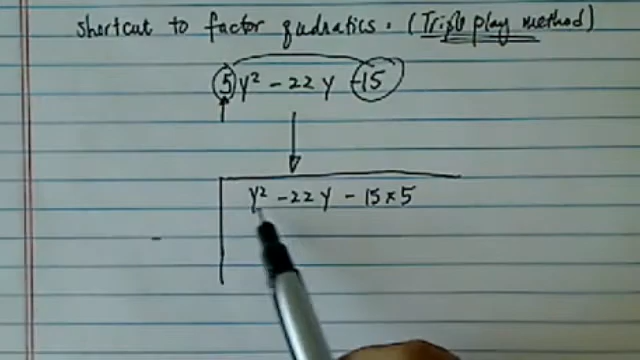 shortcut to factor quadratics. (Triple play method)
5y² - 22y - 15
y² - 22y - 15 × 5